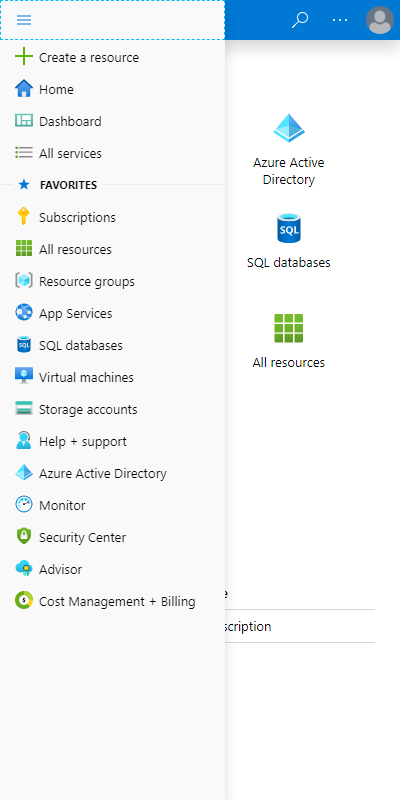 Create a resource
Home
Dashboard
All services
FAVORITES
Subscriptions
All resources
Resource groups
App Services
SQL databases
Virtual machines
Storage accounts
Help + support
Azure Active Directory
Monitor
Security Center
Advisor
Cost Management + Billing
Azure Active
Directory
SQL
SQL databases
All resources
e
scription